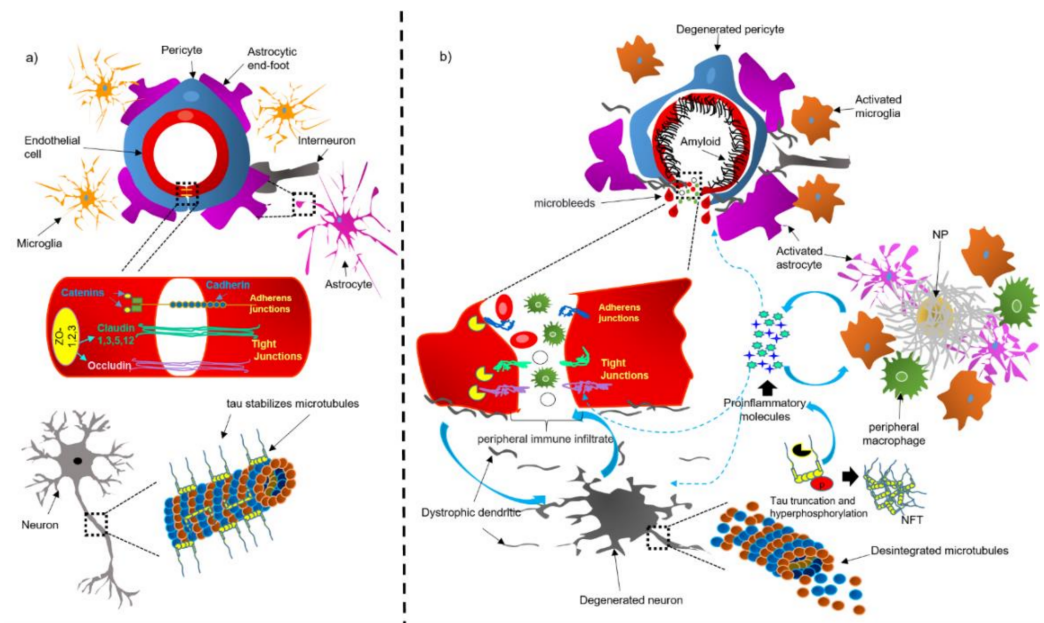 a)
Pericyte
Astrocytic
end-foot
Endothelial
cell
Interneuron
Microglia
Astrocyte
Catenins
Cadherin
Adherens
junctions
ZO-
1,2,3
Claudin
1,3,5,12
Tight
Junctions
Occludin
tau stabilizes microtubules
Neuron
b)
Degenerated pericyte
Activated
microglia
Amyloid
microbleeds
Activated
astrocyte
NP
Adherens
junctions
Tight
Junctions
Proinflammatory
molecules
peripheral immune infiltrate
peripheral
macrophage
Dystrophic dendritic
p
Tau truncation and
hyperphosphorylation)
NFT
Desintegrated microtubules
Degenerated neuron